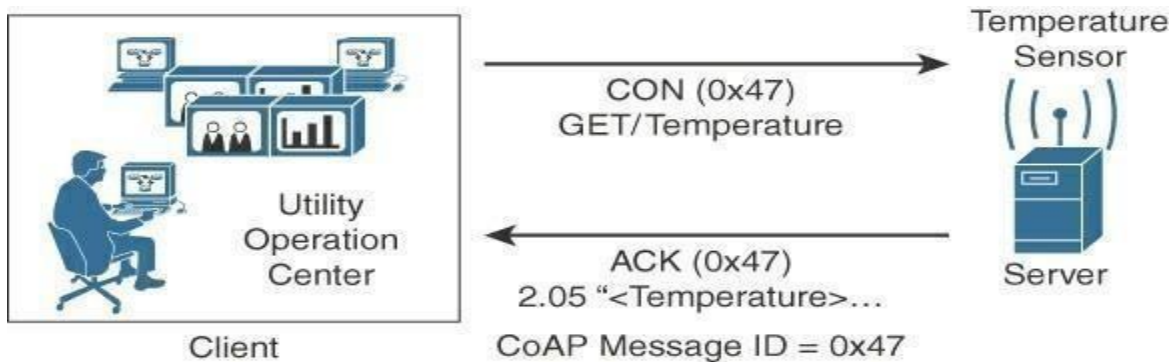 Temperature
Sensor
CON (0x47)
GET/Temperature
Utility
Operation
Center
ACK (0x47)
2.05 “<Temperature>...
Server
Client
CoAP Message ID = 0x47